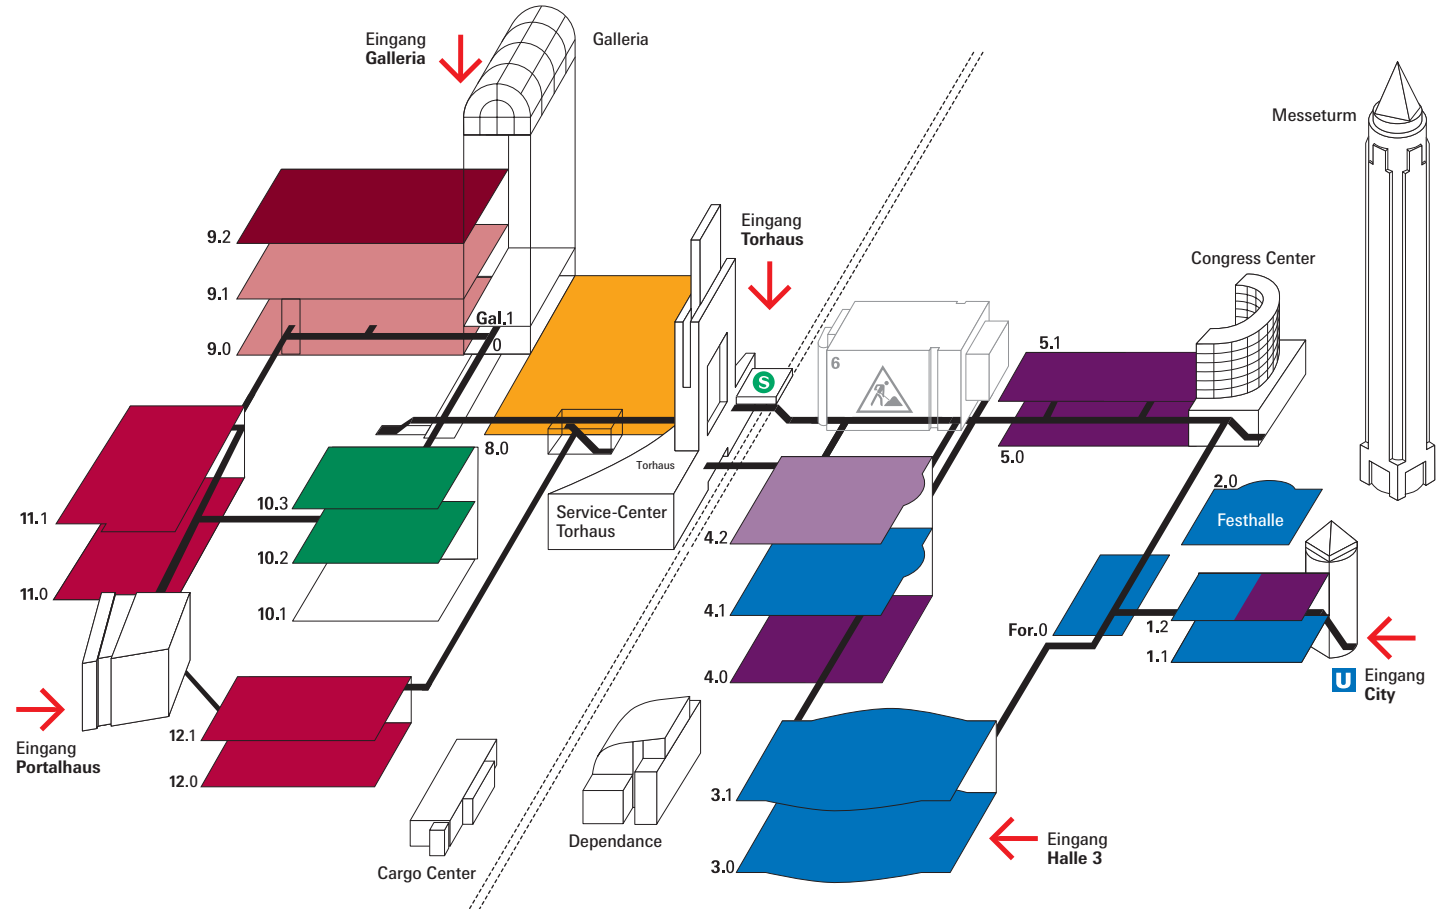 Eingang
Galleria
Galleria
Messeturm
Eingang
Torhaus
9.2
9.1
9.0
Gal.1
0
Congress Center
5.1
5.0
6
S
8.0
Torhaus
Service-Center
Torhaus
11.1
11.0
10.3
10.2
10.1
4.2
4.1
4.0
2.0
Festhalle
For.0
1.2
1.1
U
Eingang
City
Eingang
Portalhaus
12.1
12.0
3.1
3.0
Dependance
Cargo Center
Eingang
Halle 3